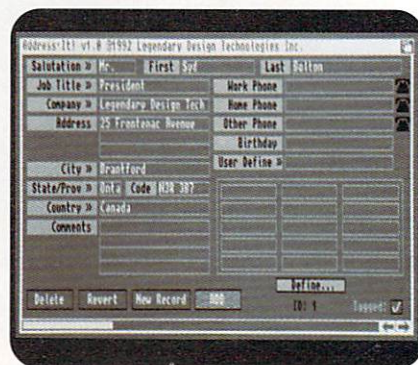 Address-It! v1.0 ©1992 Legendary Design Technologies Inc.
Salutation » Mr. First Syd Last Bolton
Job Title » President Work Phone
Company » Legendary Design Tech Home Phone
Address 25 Frontenac Avenue Other Phone
Birthday
User Define »
City » Brantford
State/Prov » Onta Code N3R 3B7
Country » Canada
Comments
Define...
Delete Revert New Record ADD ID: 1 Tagged: